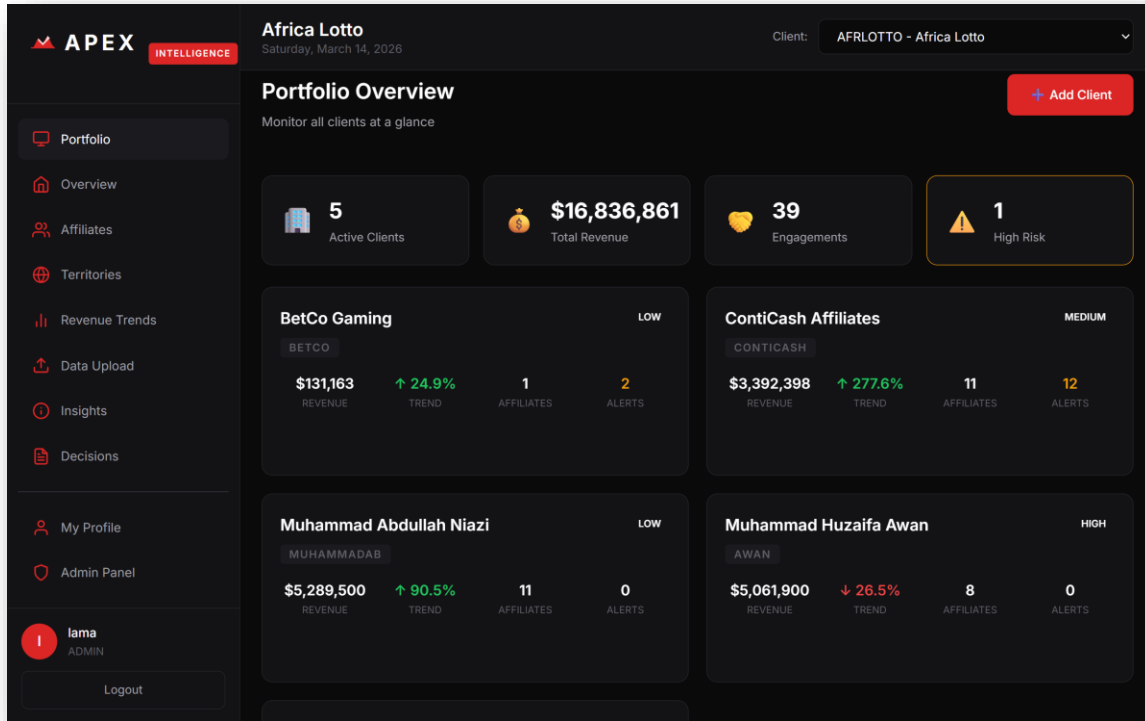 APEX
INTELLIGENCE
Portfolio
Overview
Affiliates
Territories
Revenue Trends
Data Upload
Insights
Decisions
My Profile
Admin Panel
lama
ADMIN
Logout
Africa Lotto
Saturday, March 14, 2026
Client:
AFRLOTTO - Africa Lotto
Portfolio Overview
Monitor all clients at a glance
+ Add Client
5
Active Clients
$16,836,861
Total Revenue
39
Engagements
1
High Risk
BetCo Gaming LOW
BETCO
$131,163 ↑ 24.9% 1 2
REVENUE TREND AFFILIATES ALERTS
ContiCash Affiliates MEDIUM
CONTICASH
$3,392,398 ↑ 277.6% 11 12
REVENUE TREND AFFILIATES ALERTS
Muhammad Abdullah Niazi LOW
MUHAMMADAB
$5,289,500 ↑ 90.5% 11 0
REVENUE TREND AFFILIATES ALERTS
Muhammad Huzaifa Awan HIGH
AWAN
$5,061,900 ↓ 26.5% 8 0
REVENUE TREND AFFILIATES ALERTS